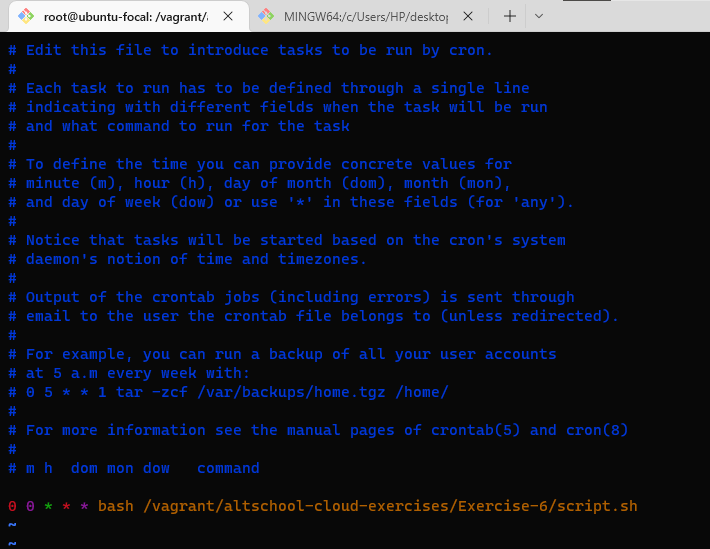 root@ubuntu-focal: /vagrant/a
MINGW64:/c/Users/HP/desktop
# Edit this file to introduce tasks to be run by cron.
#
# Each task to run has to be defined through a single line
# indicating with different fields when the task will be run
# and what command to run for the task
#
# To define the time you can provide concrete values for
# minute (m), hour (h), day of month (dom), month (mon),
# and day of week (dow) or use '*' in these fields (for 'any').
#
# Notice that tasks will be started based on the cron's system
# daemon's notion of time and timezones.
#
# Output of the crontab jobs (including errors) is sent through
# email to the user the crontab file belongs to (unless redirected).
#
# For example, you can run a backup of all your user accounts
# at 5 a.m every week with:
# 0 5 * * 1 tar -zcf /var/backups/home.tgz /home/
#
# For more information see the manual pages of crontab(5) and cron(8)
#
# m h  dom mon dow   command
0 0 * * * bash /vagrant/altschool-cloud-exercises/Exercise-6/script.sh
~
~